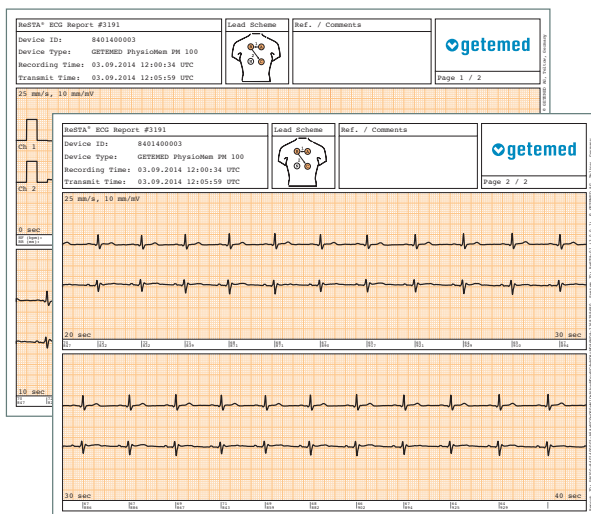 ReSTA® ECG Report #3191
Device ID: 8401400003
Device Type: GETEMED PhysioMem PM 100
Recording Time: 03.09.2014 12:00:34 UTC
Transmit Time: 03.09.2014 12:05:59 UTC
Lead Scheme
Ref. / Comments
getemed
Page 1 / 2
25 mm/s, 10 mm/mV
Ch 1
Ch 2
0 sec
10 sec
ReSTA® ECG Report #3191
Device ID: 8401400003
Device Type: GETEMED PhysioMem PM 100
Recording Time: 03.09.2014 12:00:34 UTC
Transmit Time: 03.09.2014 12:05:59 UTC
Lead Scheme
Ref. / Comments
getemed
Page 2 / 2
25 mm/s, 10 mm/mV
20 sec 30 sec
30 sec 40 sec